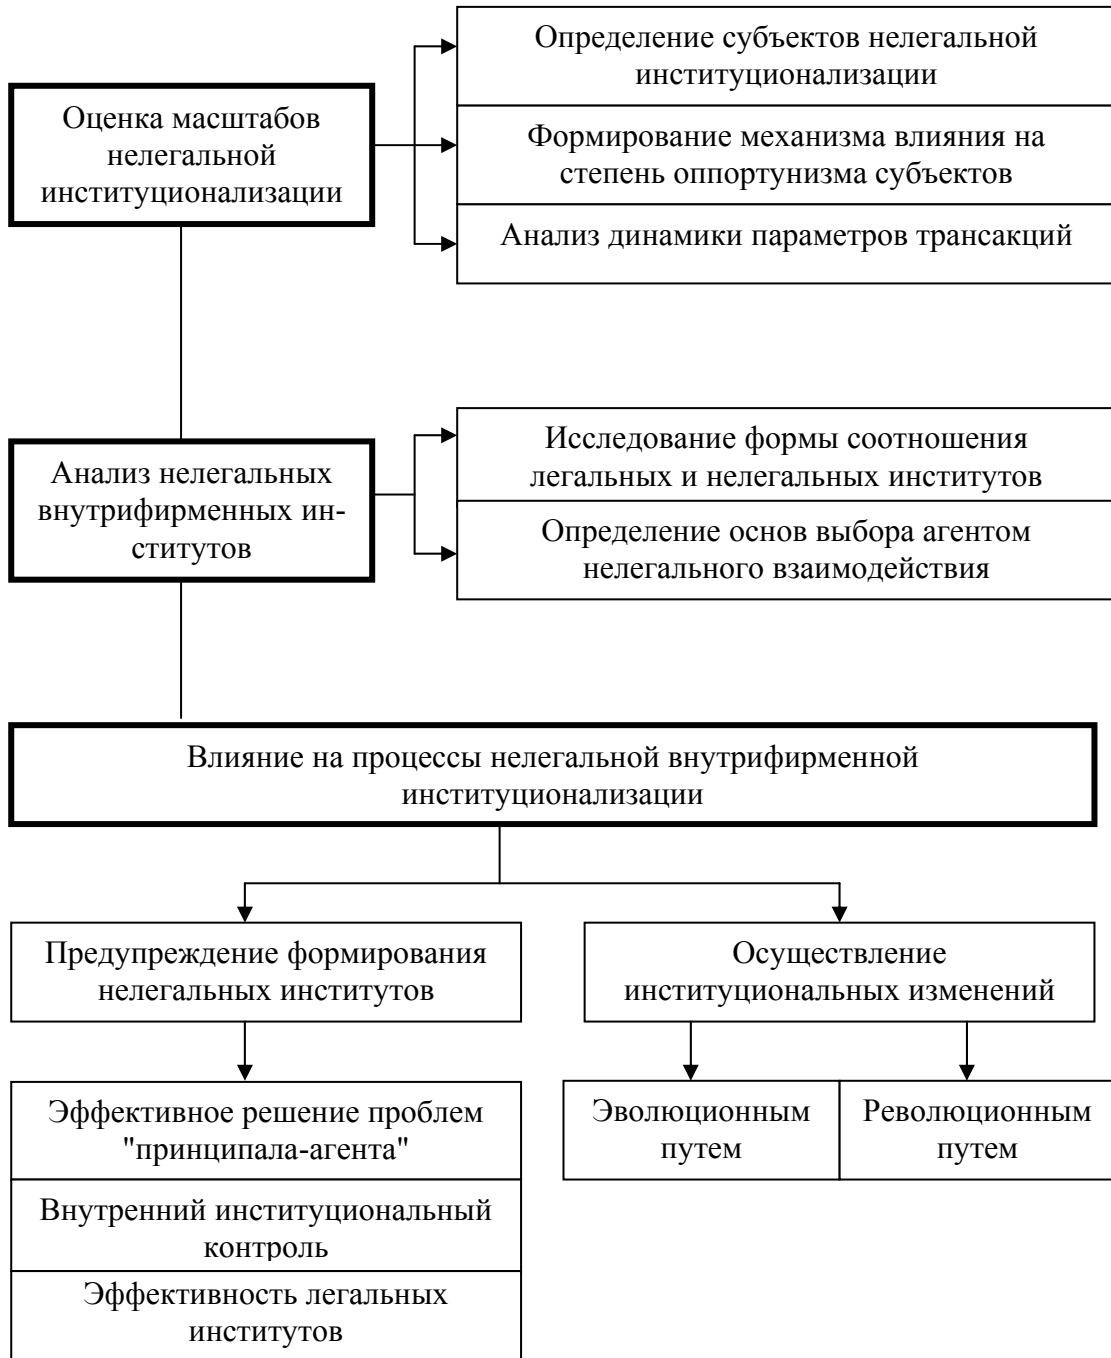 Определение субъектов нелегальной
институционализации
Оценка масштабов
нелегальной
институционализации
Формирование механизма влияния на
степень оппортунизма субъектов
Анализ динамики параметров трансакций
Исследование формы соотношения
легальных и нелегальных институтов
Анализ нелегальных
внутрифирменных ин-
ститутов
Определение основ выбора агентом
нелегального взаимодействия
Влияние на процессы нелегальной внутрифирменной
институционализации
Предупреждение формирования
нелегальных институтов
Осуществление
институциональных изменений
Эффективное решение проблем
"принципала-агента"
Эволюционным
путем
Революционным
путем
Внутренний институциональный
контроль
Эффективность легальных
институтов